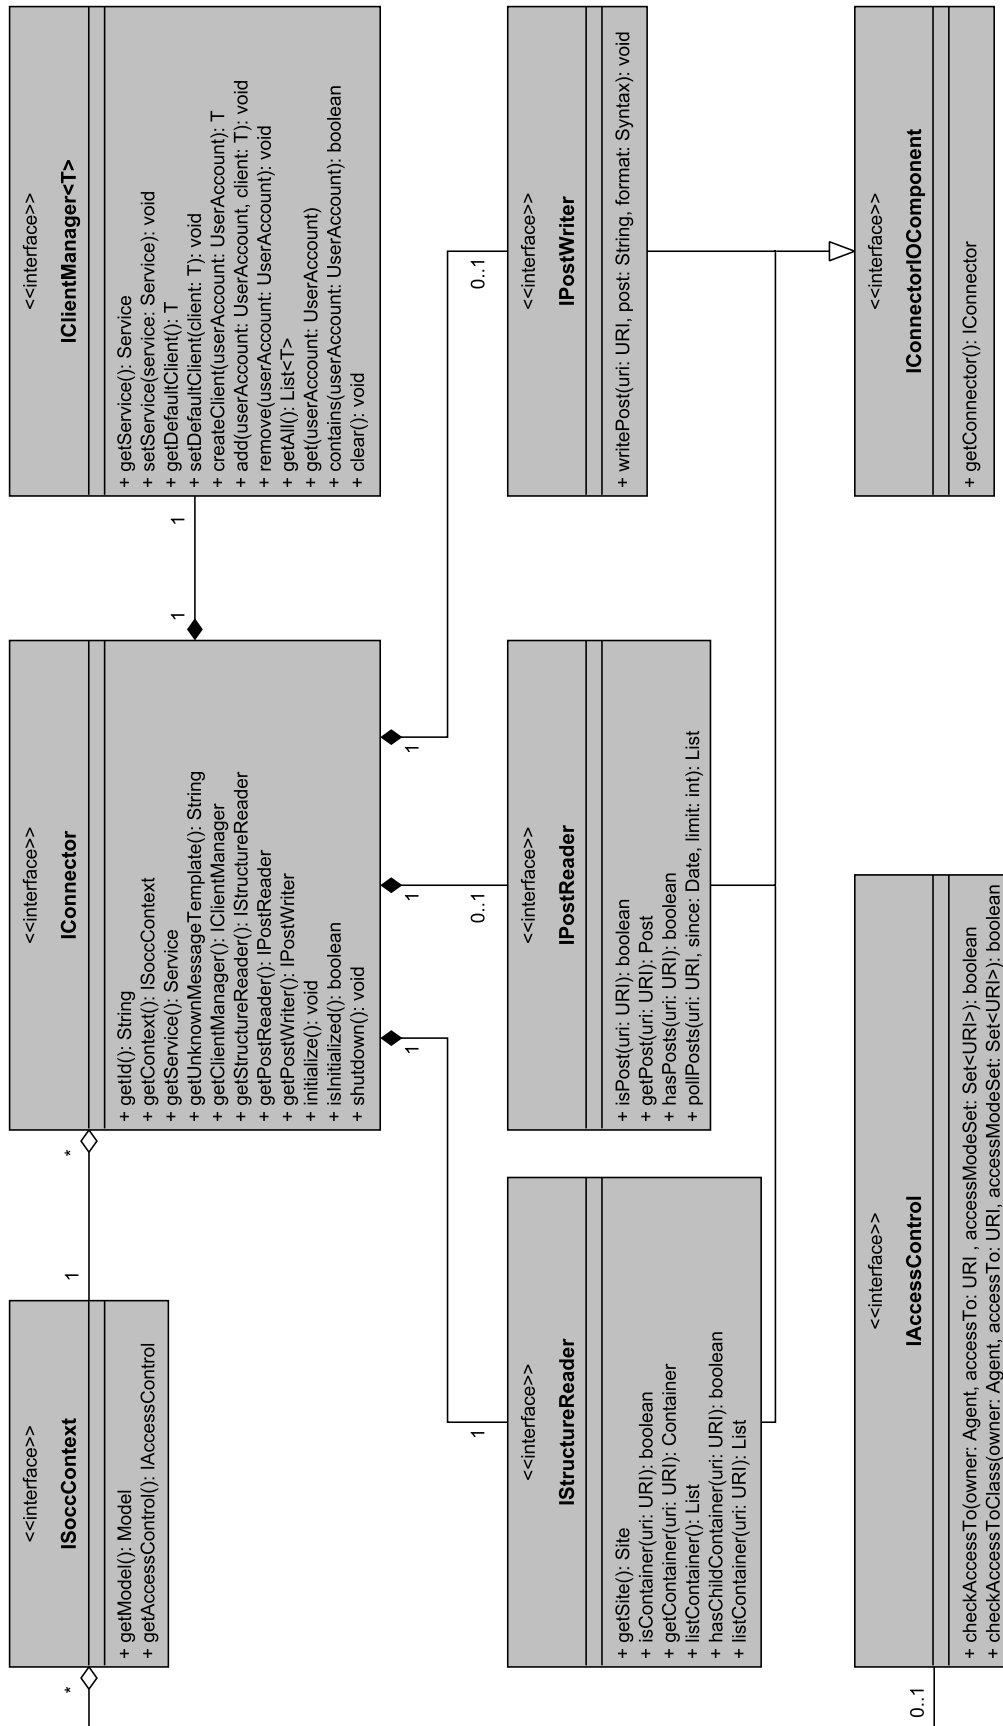 <<interface>>
ISoccContext
+ getModel(): Model
+ getAccessControl(): IAccessControl
*
*
1
<<interface>>
IConnector
+ getId(): String
+ getContext(): ISoccContext
+ getService(): Service
+ getUnknownMessageTemplate(): String
+ getClientManager(): IClientManager
+ getStructureReader(): IStructureReader
+ getPostReader(): IPostReader
+ getPostWriter(): IPostWriter
+ initialize(): void
+ isInitialized(): boolean
+ shutdown(): void
1
1
<<interface>>
IClientManager<T>
+ getService(): Service
+ setService(service: Service): void
+ getDefaultClient(): T
+ setDefaultClient(client: T): void
+ createClient(userAccount: UserAccount): T
+ add(userAccount: UserAccount, client: T): void
+ remove(userAccount: UserAccount): void
+ getAll(): List<T>
+ get(userAccount: UserAccount)
+ contains(userAccount: UserAccount): boolean
+ clear(): void
1
1
1
1
0..1
0..1
<<interface>>
IStructureReader
+ getSite(): Site
+ isContainer(uri: URI): boolean
+ getContainer(uri: URI): Container
+ listContainer(): List
+ hasChildContainer(uri: URI): boolean
+ listContainer(uri: URI): List
<<interface>>
IPostReader
+ isPost(uri: URI): boolean
+ getPost(uri: URI): Post
+ hasPosts(uri: URI): boolean
+ pollPosts(uri: URI, since: Date, limit: int): List
<<interface>>
IPostWriter
+ writePost(uri: URI, post: String, format: Syntax): void
0..1
<<interface>>
IAccessControl
+ checkAccessTo(owner: Agent, accessTo: URI , accessModeSet: Set<URI>): boolean
+ checkAccessToClass(owner: Agent, accessTo: URI, accessModeSet: Set<URI>): boolean
<<interface>>
IConnectorIOComponent
+ getConnector(): IConnector